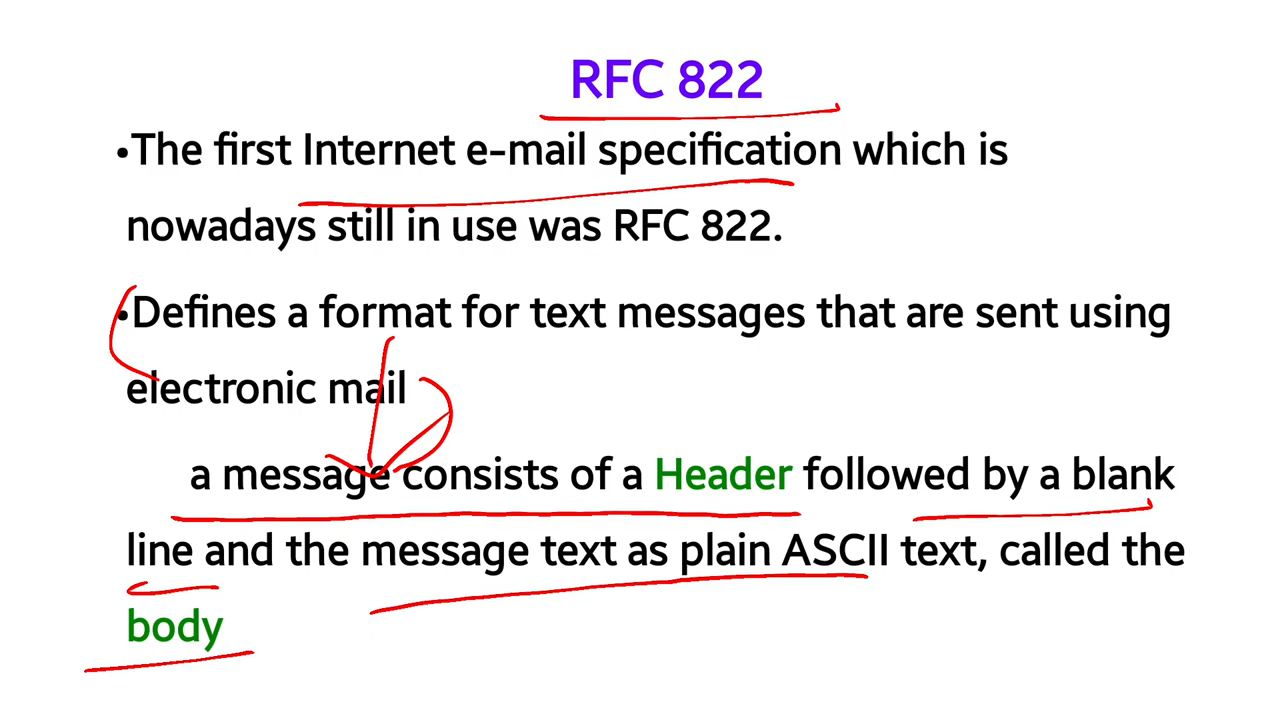 RFC 822
•The first Internet e-mail specification which is
nowadays still in use was RFC 822.
•Defines a format for text messages that are sent using
electronic mail
a message consists of a Header followed by a blank
line and the message text as plain ASCII text, called the
body